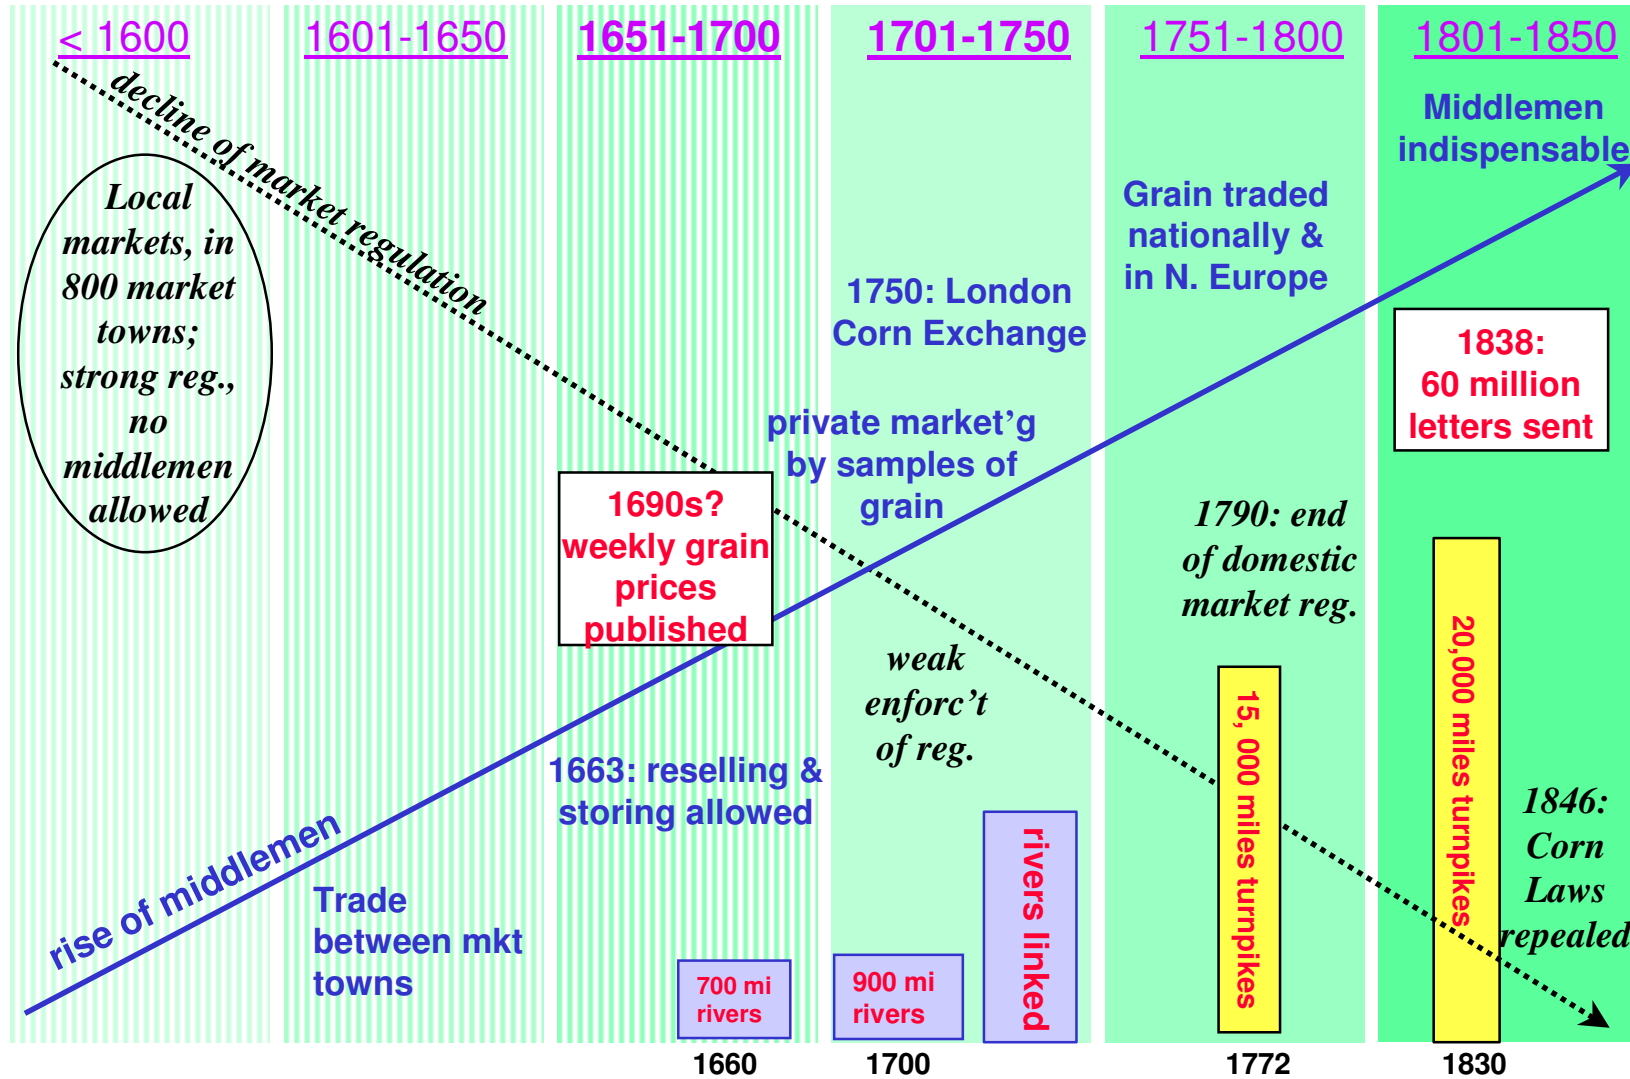 < 1600
1601-1650
1651-1700
1701-1750
1751-1800
1801-1850
decline of market regulation
Local
markets, in
800 market
towns;
strong reg.,
no
middlemen
allowed
rise of middlemen
Trade
between mkt
towns
1690s?
weekly grain
prices
published
1663: reselling &
storing allowed
700 mi
rivers
1750: London
Corn Exchange
private market’g
by samples of
grain
weak
enforc’t
of reg.
900 mi
rivers
rivers linked
Grain traded
nationally &
in N. Europe
1790: end
of domestic
market reg.
15, 000 miles turnpikes
Middlemen
indispensable
1838:
60 million
letters sent
20,000 miles turnpikes
1846:
Corn
Laws
repealed
1660
1700
1772
1830